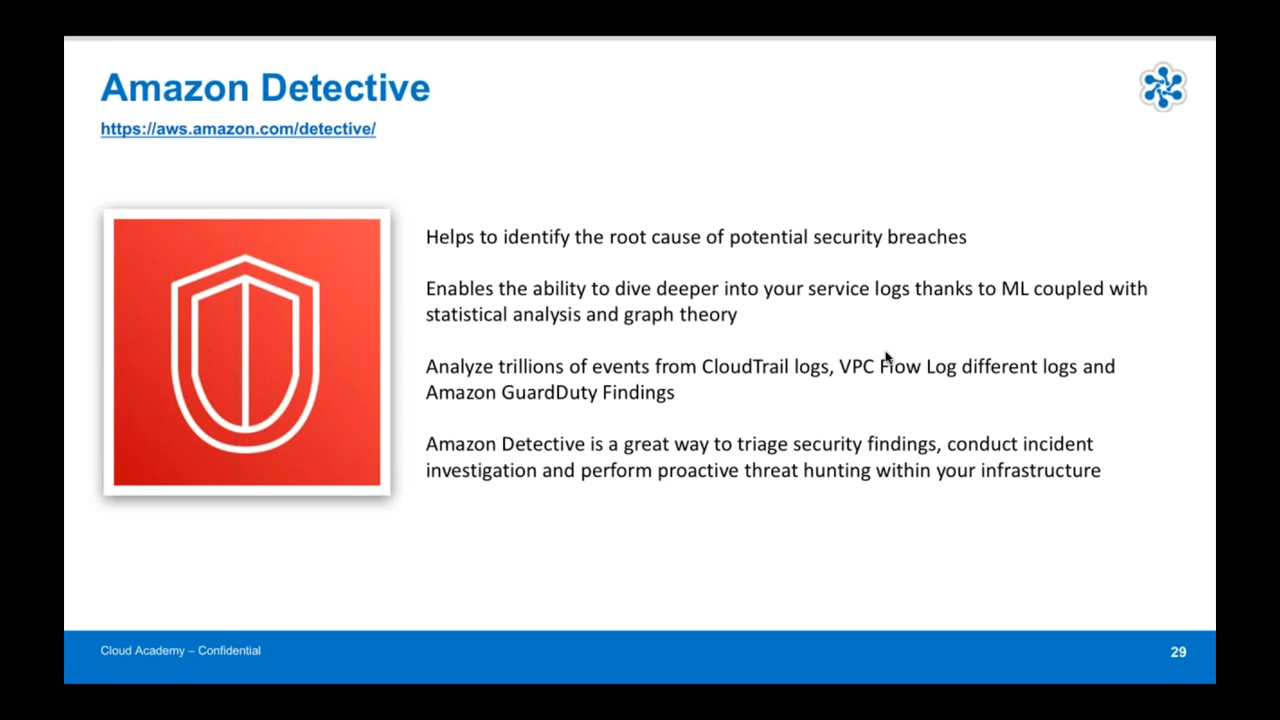 Amazon Detective
https://aws.amazon.com/detective/
Helps to identify the root cause of potential security breaches
Enables the ability to dive deeper into your service logs thanks to ML coupled with
statistical analysis and graph theory
Analyze trillions of events from CloudTrail logs, VPC Flow Log different logs and
Amazon GuardDuty Findings
Amazon Detective is a great way to triage security findings, conduct incident
investigation and perform proactive threat hunting within your infrastructure
Cloud Academy – Confidential
29